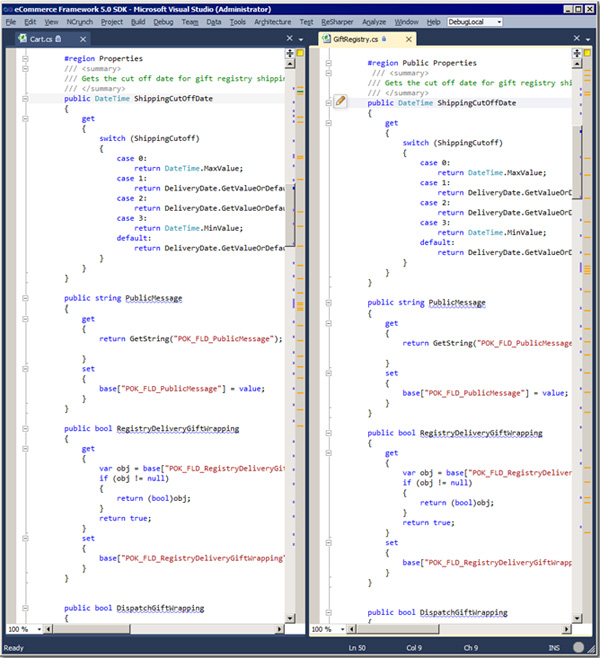 eCommerce Framework 5.0 SDK - Microsoft Visual Studio (Administrator)
File Edit View NCrunch Project Build Debug Team Data Tools Architecture Test ReSharper Analyze Window Help DebugLocal
Cart.cs
#region Properties
/// <summary>
/// Gets the cut off date for gift registry shippin
/// </summary>
public DateTime ShippingCutOffDate
{
get
{
switch (ShippingCutoff)
{
case 0:
return DateTime.MaxValue;
case 1:
return DeliveryDate.GetValueOrDefau
case 2:
return DeliveryDate.GetValueOrDefau
case 3:
return DateTime.MinValue;
default:
return DeliveryDate.GetValueOrDefau
}
}
}
public string PublicMessage
{
get
{
return GetString("POK_FLD_PublicMessage");
}
set
{
base["POK_FLD_PublicMessage"] = value;
}
}
public bool RegistryDeliveryGiftWrapping
{
get
{
var obj = base["POK_FLD_RegistryDeliveryGi
if (obj != null)
{
return (bool)obj;
}
return true;
}
set
{
base["POK_FLD_RegistryDeliveryGiftWrapping"
}
}
public bool DispatchGiftWrapping
{
100 %
GiftRegistry.cs
#region Public Properties
/// <summary>
/// Gets the cut off date for gift registry shi
/// </summary>
public DateTime ShippingCutOffDate
{
get
{
switch (ShippingCutoff)
{
case 0:
return DateTime.MaxValue;
case 1:
return DeliveryDate.GetValueOrD
case 2:
return DeliveryDate.GetValueOrD
case 3:
return DateTime.MinValue;
default:
return DeliveryDate.GetValueOrD
}
}
}
public string PublicMessage
{
get
{
return GetString("POK_FLD_PublicMessage
}
set
{
base["POK_FLD_PublicMessage"] = value;
}
}
public bool RegistryDeliveryGiftWrapping
{
get
{
var obj = base["POK_FLD_RegistryDeliver
if (obj != null)
{
return (bool)obj;
}
return true;
}
set
{
base["POK_FLD_RegistryDeliveryGiftWrapp
}
}
public bool DispatchGiftWrapping
{
100 %
Ready Ln 50 Col 9 Ch 9 INS